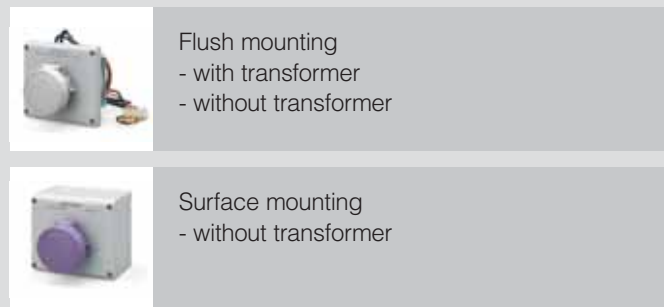 Flush mounting
- with transformer
- without transformer
Surface mounting
- without transformer